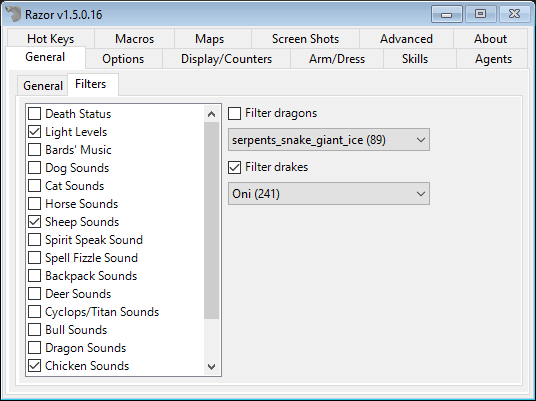 Razor v1.5.0.16
Hot Keys Macros Maps Screen Shots Advanced About
General Options Display/Counters Arm/Dress Skills Agents
General Filters
Death Status
Light Levels
Bards' Music
Dog Sounds
Cat Sounds
Horse Sounds
Sheep Sounds
Spirit Speak Sound
Spell Fizzle Sound
Backpack Sounds
Deer Sounds
Cyclops/Titan Sounds
Bull Sounds
Dragon Sounds
Chicken Sounds
Filter dragons
serpents_snake_giant_ice (89)
Filter drakes
Oni (241)